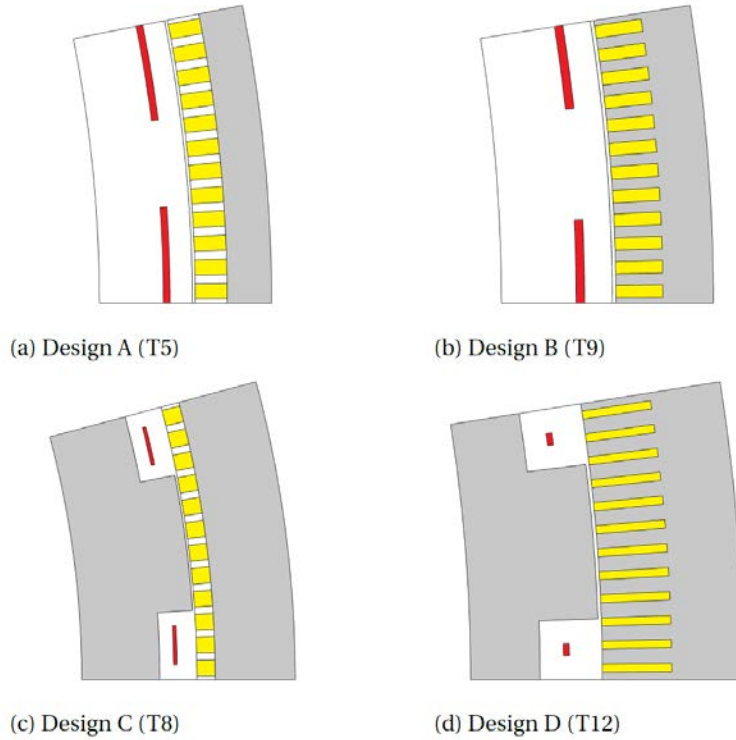 (a) Design A (T5)
(b) Design B (T9)
(c) Design C (T8)
(d) Design D (T12)